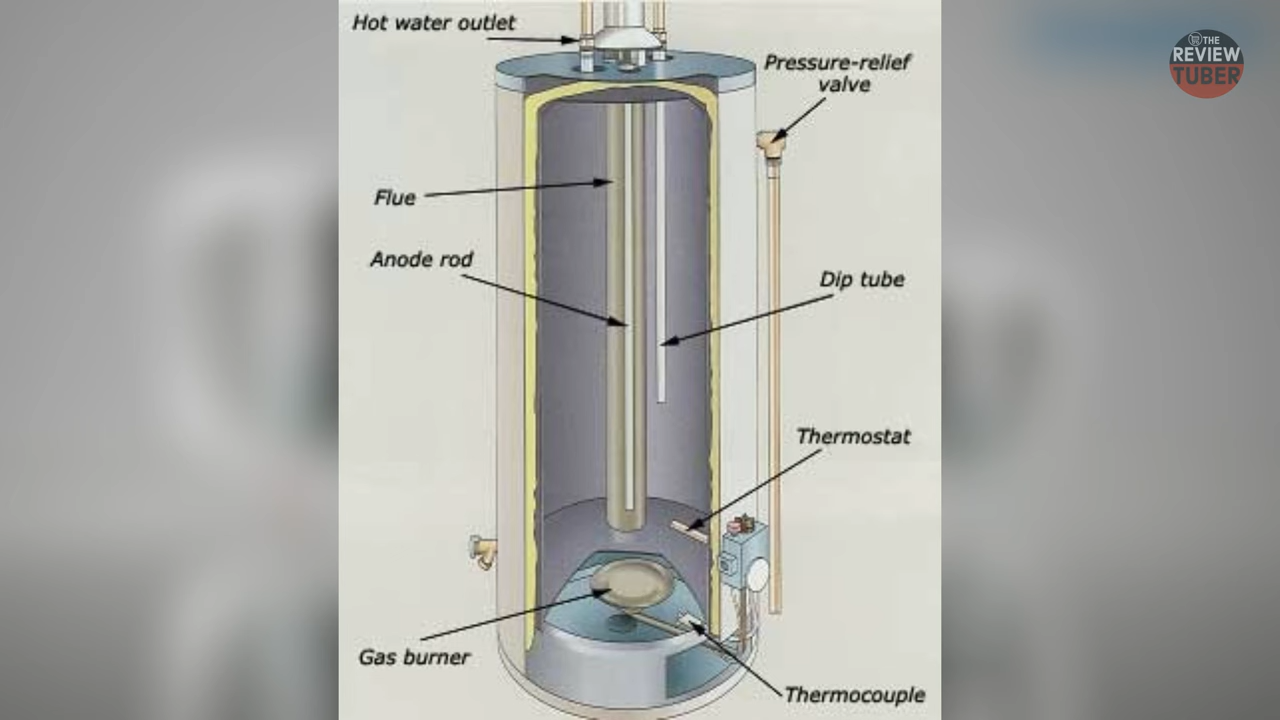 Hot water outlet
Pressure-relief
valve
Flue
Anode rod
Dip tube
Thermostat
Gas burner
Thermocouple
THE
REVIEW
TUBER